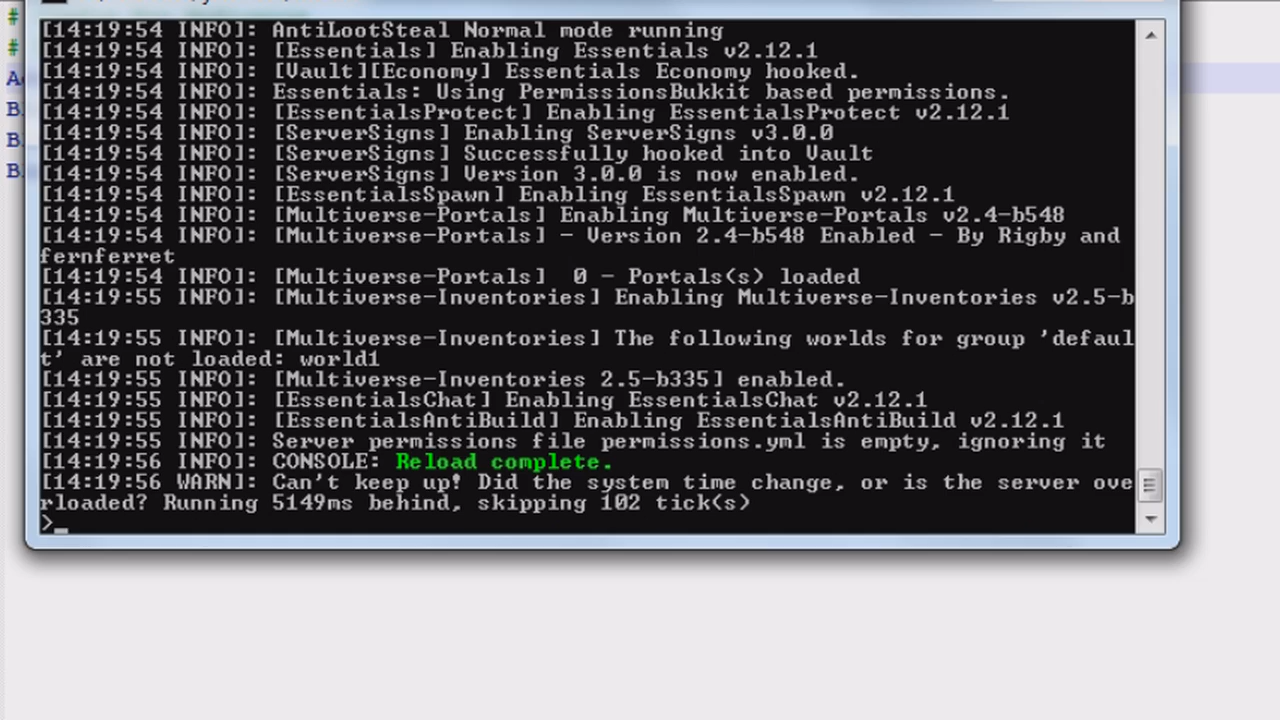 #
[14:19:54 INFO]: AntiLootSteal Normal mode running
#
[14:19:54 INFO]: [Essentials] Enabling Essentials v2.12.1
[14:19:54 INFO]: [Vault][Economy] Essentials Economy hooked.
[14:19:54 INFO]: Essentials: Using PermissionsBukkit based permissions.
[14:19:54 INFO]: [EssentialsProtect] Enabling EssentialsProtect v2.12.1
[14:19:54 INFO]: [ServerSigns] Enabling ServerSigns v3.0.0
[14:19:54 INFO]: [ServerSigns] Successfully hooked into Vault
[14:19:54 INFO]: [ServerSigns] Version 3.0.0 is now enabled.
[14:19:54 INFO]: [EssentialsSpawn] Enabling EssentialsSpawn v2.12.1
[14:19:54 INFO]: [Multiverse-Portals] Enabling Multiverse-Portals v2.4-b548
[14:19:54 INFO]: [Multiverse-Portals] - Version 2.4-b548 Enabled - By Rigby and
fernferret
[14:19:54 INFO]: [Multiverse-Portals]  0 - Portals(s) loaded
[14:19:55 INFO]: [Multiverse-Inventories] Enabling Multiverse-Inventories v2.5-b
335
[14:19:55 INFO]: [Multiverse-Inventories] The following worlds for group 'defaul
t' are not loaded: world1
[14:19:55 INFO]: [Multiverse-Inventories 2.5-b335] enabled.
[14:19:55 INFO]: [EssentialsChat] Enabling EssentialsChat v2.12.1
[14:19:55 INFO]: [EssentialsAntiBuild] Enabling EssentialsAntiBuild v2.12.1
[14:19:55 INFO]: Server permissions file permissions.yml is empty, ignoring it
[14:19:56 INFO]: CONSOLE: Reload complete.
[14:19:56 WARN]: Can't keep up! Did the system time change, or is the server ove
rloaded? Running 5149ms behind, skipping 102 tick(s)
>_